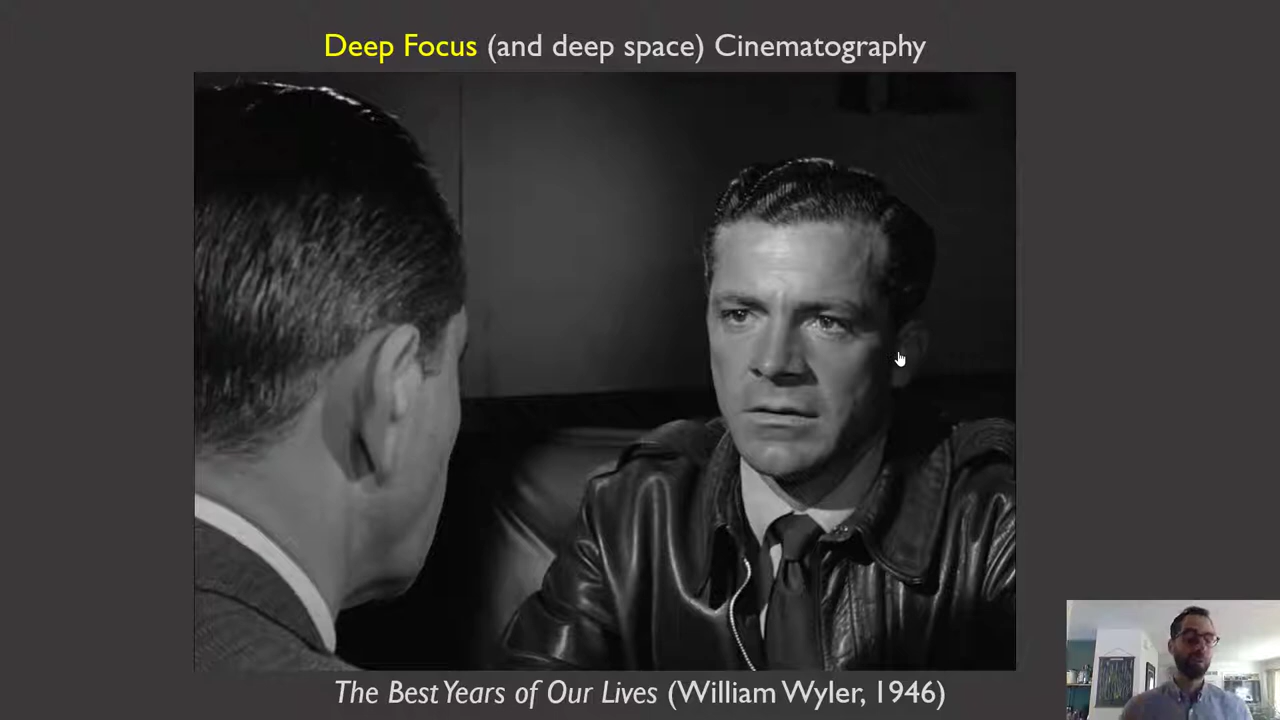 Deep Focus (and deep space) Cinematography
The Best Years of Our Lives (William Wyler, 1946)